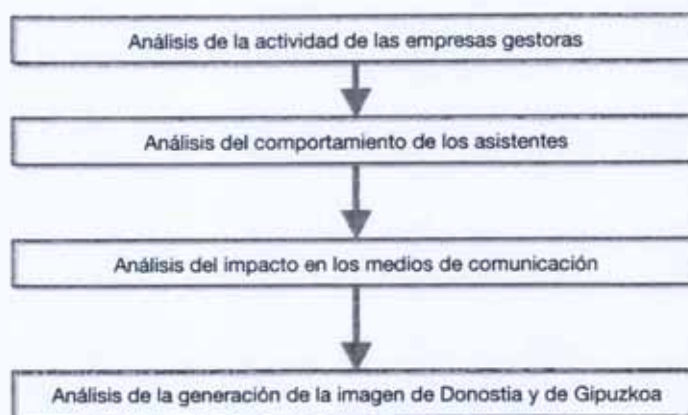 Análisis de la actividad de las empresas gestoras
Análisis del comportamiento de los asistentes
Análisis del impacto en los medios de comunicación
Análisis de la generación de la imagen de Donostia y de Gipuzkoa